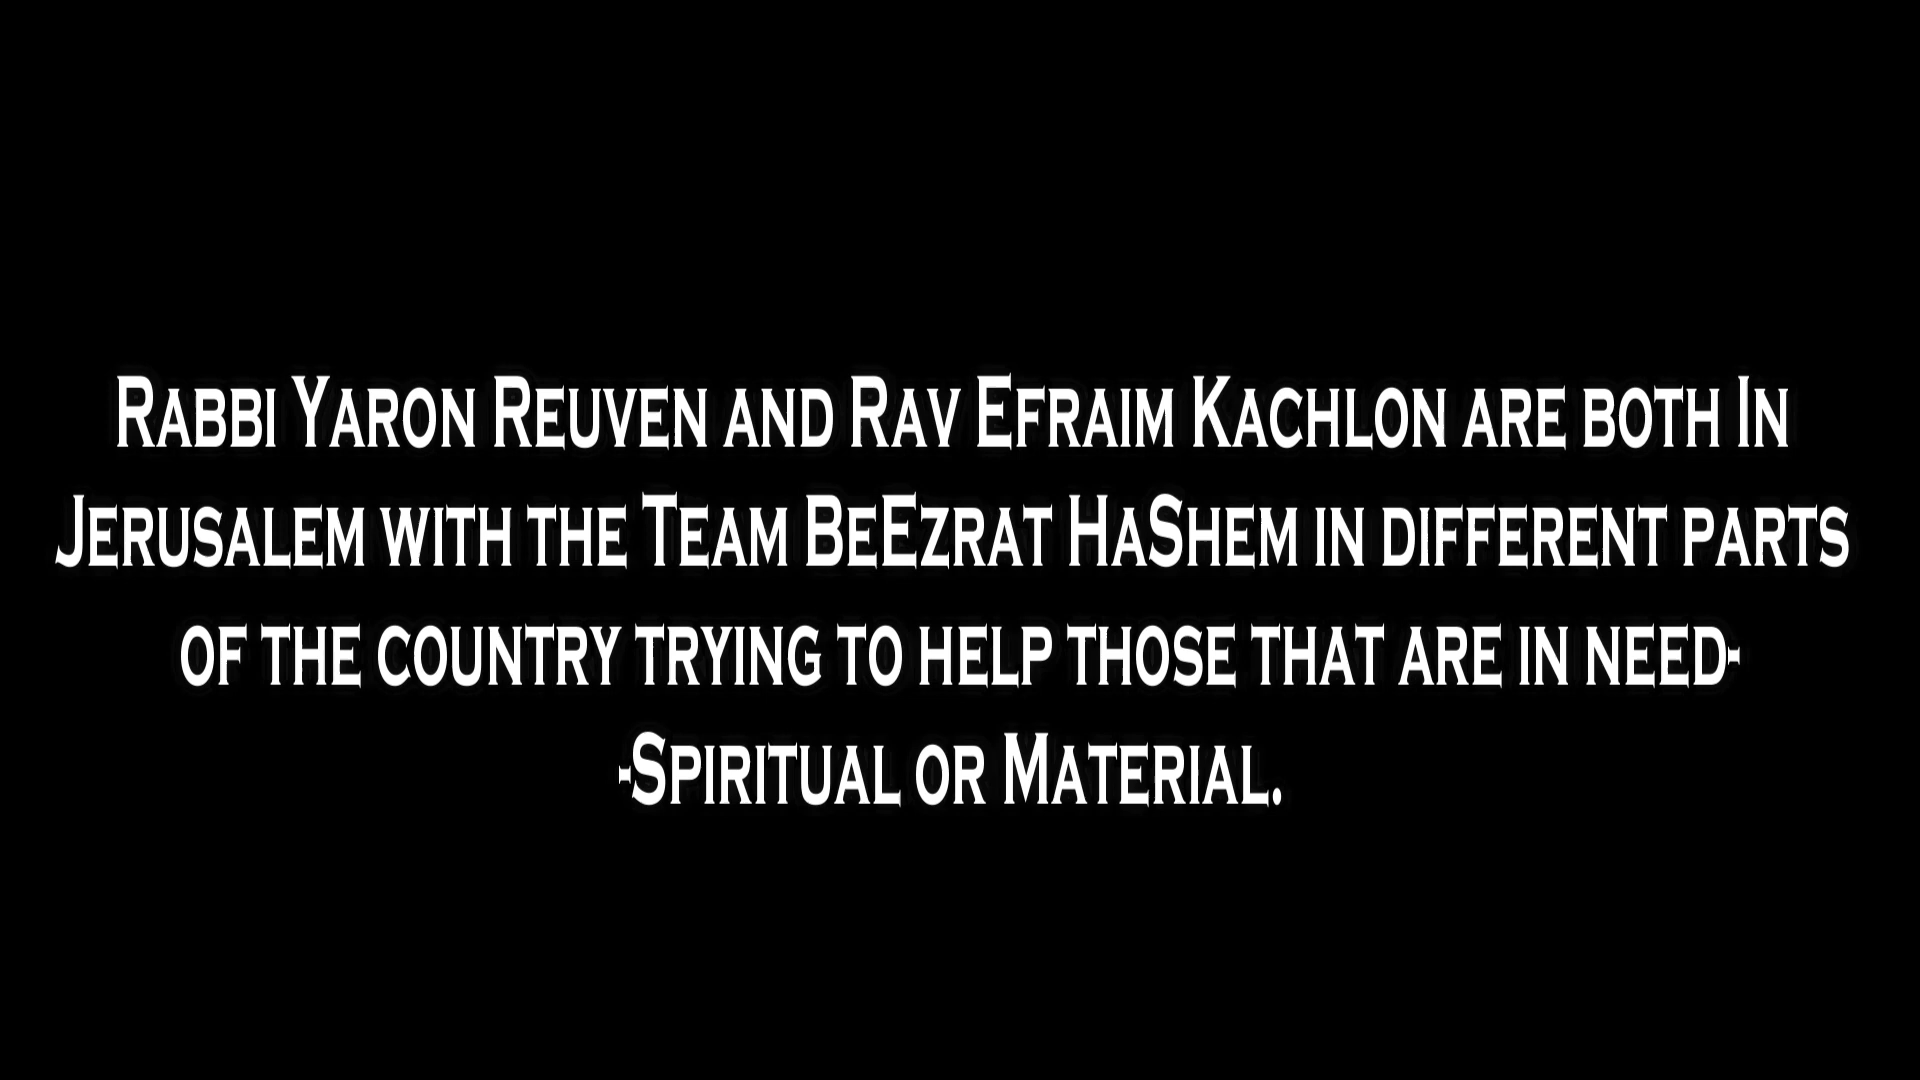 Rabbi Yaron Reuven and Rav Efraim Kachlon are both In
Jerusalem with the Team BeEzrat HaShem in different parts
of the country trying to help those that are in need-
-Spiritual or Material.